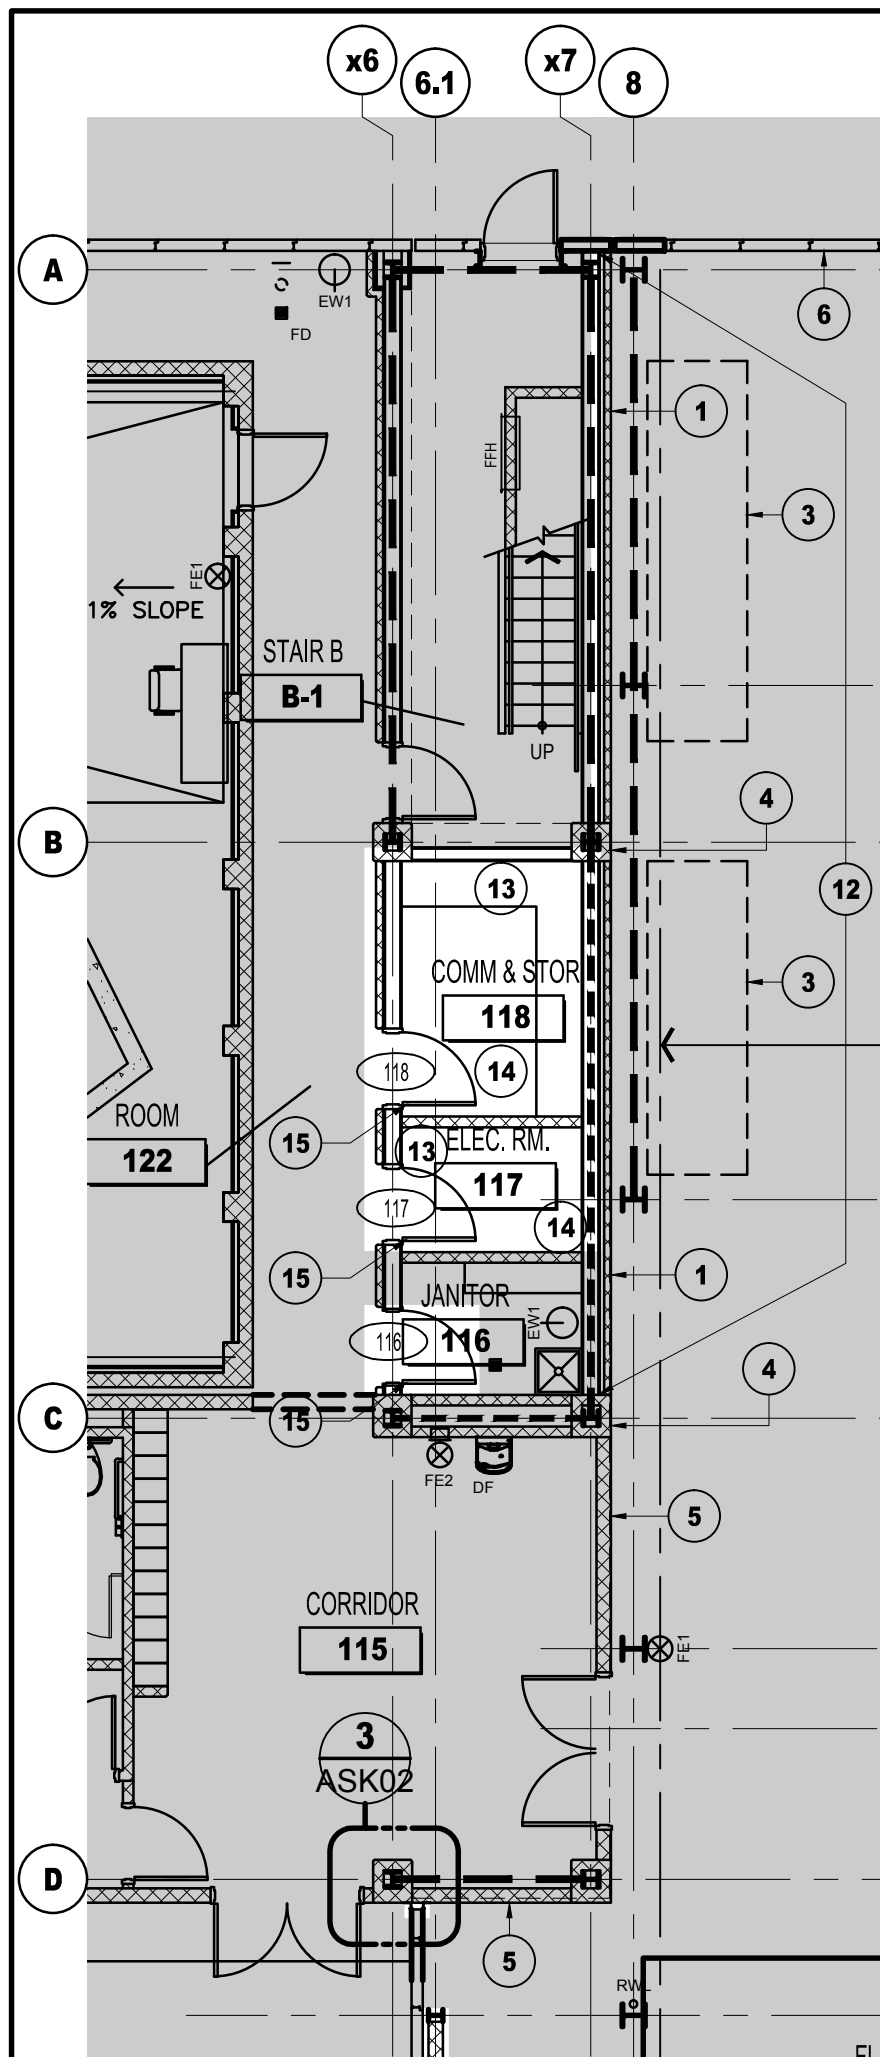 x6
6.1
x7
8
A
EW1
FD
6
1
FFH
3
FE1
1% SLOPE
STAIR B
B-1
UP
4
B
13
12
COMM & STOR
118
3
118
14
ROOM
122
15
13
ELEC. RM.
117
117
14
15
1
JANITOR
EW1
116
116
4
C
15
FE2
DF
5
CORRIDOR
115
FE1
3
ASK02
D
5